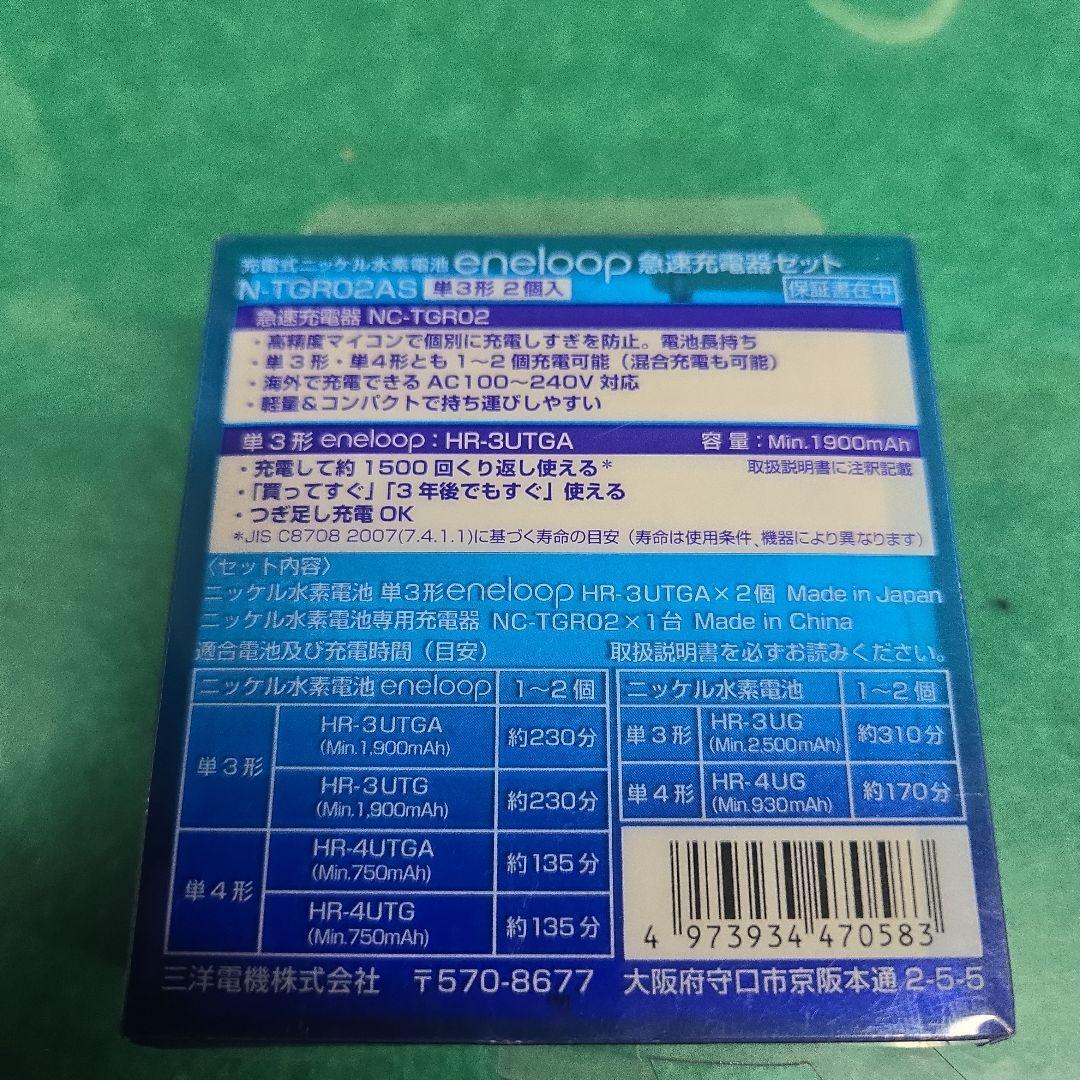 充電式ニッケル水素電池 eneloop 急速充電器セット
N-TGR02AS 単3形 2個入 保証書在中
急速充電器 NC-TGR02
・高精度マイコンで個別に充電しすぎを防止。電池長持ち
・単3形・単4形とも1～2個充電可能（混合充電も可能）
・海外で充電できる AC100～240V 対応
・軽量&コンパクトで持ち運びしやすい
単3形 eneloop：HR-3UTGA 容量：Min.1900mAh
・充電して約1500回くり返し使える* 取扱説明書に注釈記載
・「買ってすぐ」「3年後でもすぐ」使える
・つぎ足し充電OK
*JIS C8708 2007(7.4.1.1)に基づく寿命の目安（寿命は使用条件、機器により異なります）
〈セット内容〉
ニッケル水素電池 単3形eneloop HR-3UTGA×2個 Made in Japan
ニッケル水素電池専用充電器 NC-TGR02×1台 Made in China
適合電池及び充電時間（目安） 取扱説明書を必ずお読みください。
ニッケル水素電池 eneloop 1～2個
単3形 HR-3UTGA (Min.1,900mAh) 約230分
HR-3UTG (Min.1,900mAh) 約230分
単4形 HR-4UTGA (Min.750mAh) 約135分
HR-4UTG (Min.750mAh) 約135分
ニッケル水素電池 1～2個
単3形 HR-3UG (Min.2,500mAh) 約310分
単4形 HR-4UG (Min.930mAh) 約170分
4 973934 470583
三洋電機株式会社 〒570-8677 大阪府守口市京阪本通2-5-5